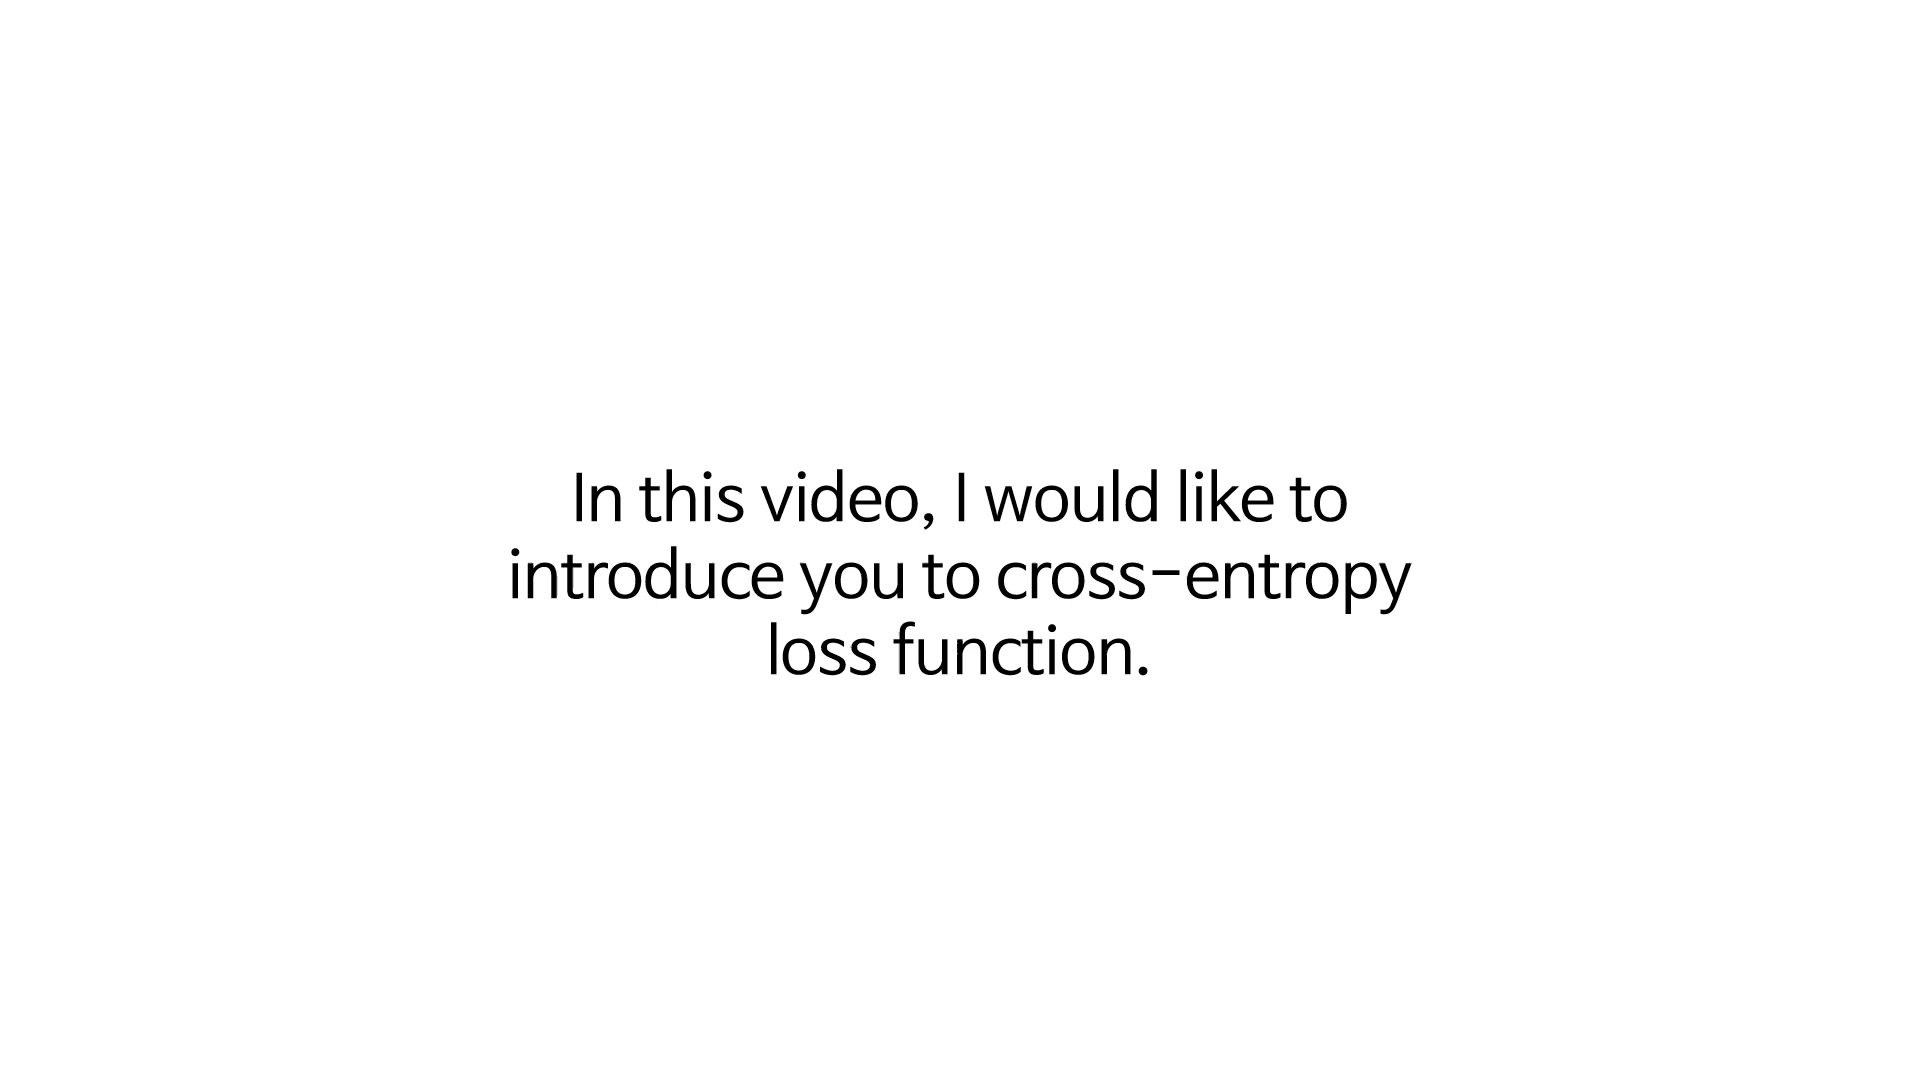 In this video, I would like to
introduce you to cross-entropy
loss function.